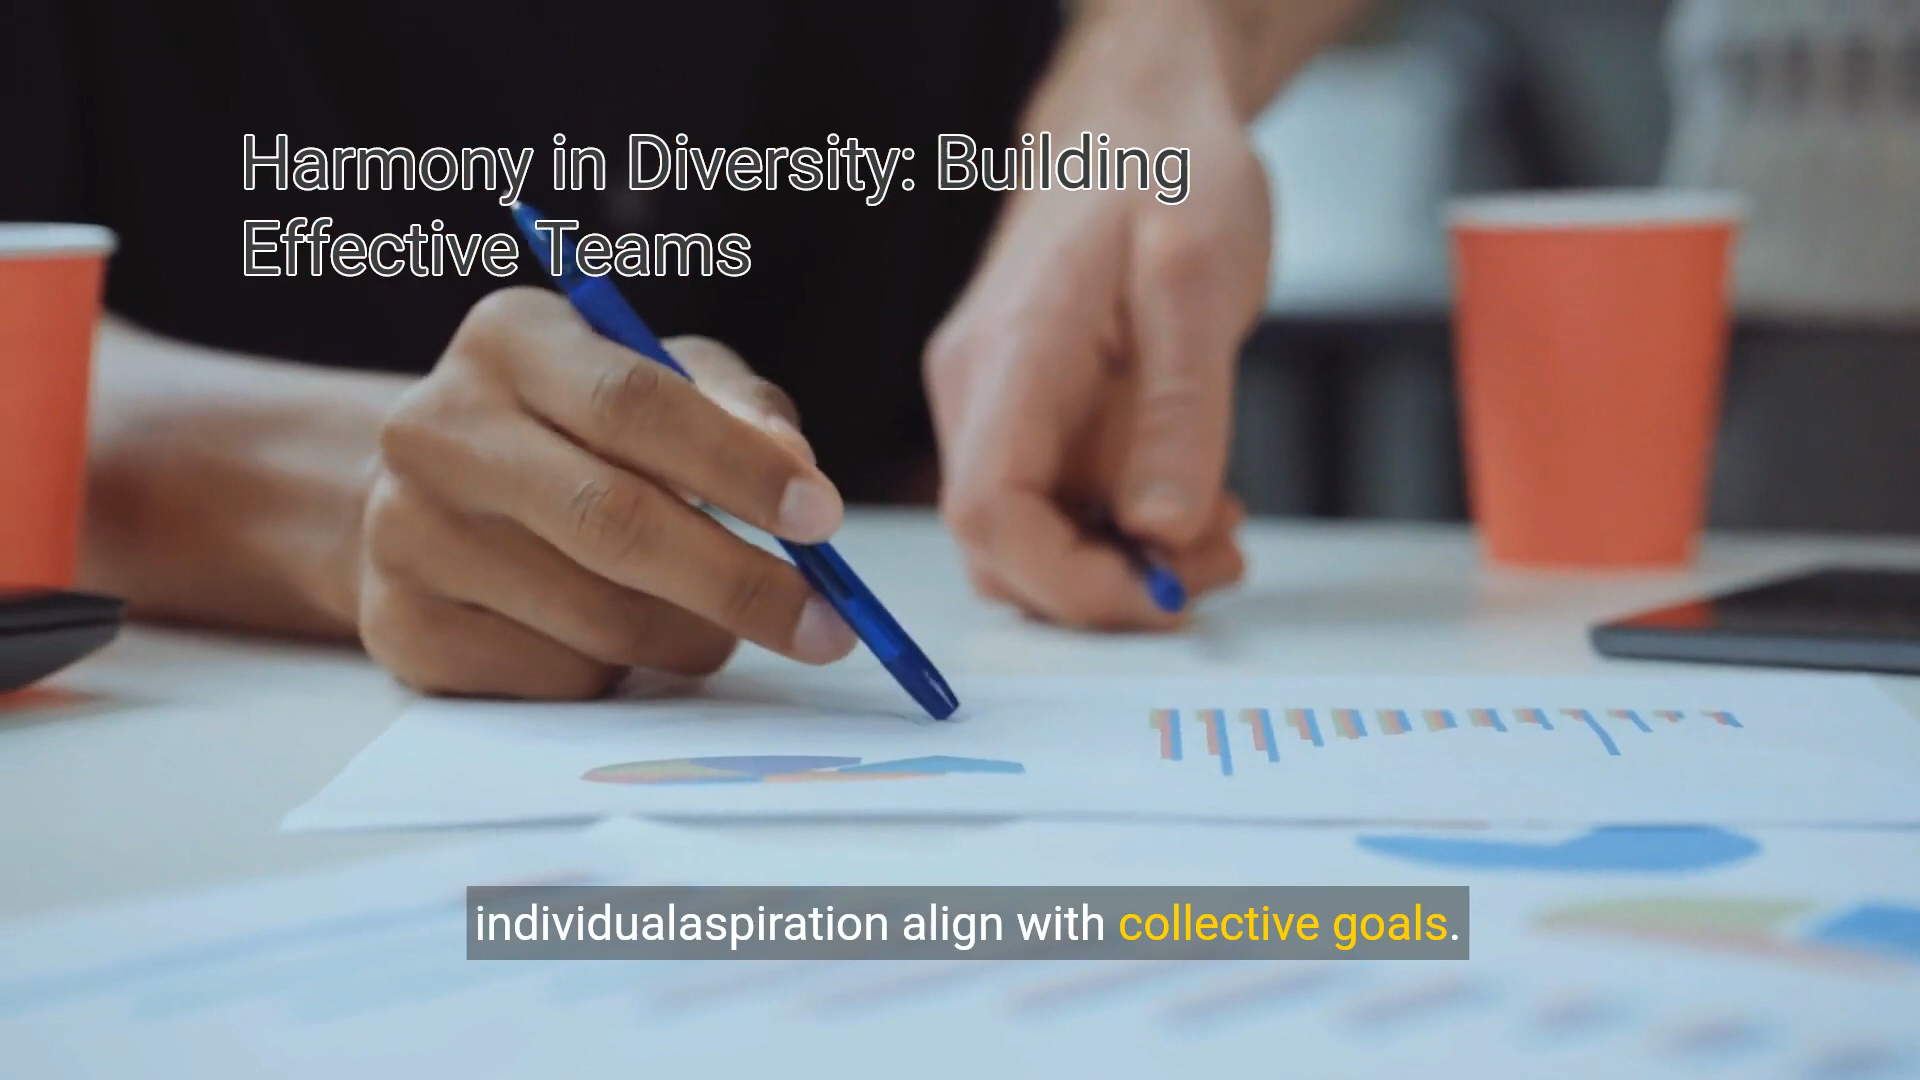 Harmony in Diversity: Building
Effective Teams
individualaspiration align with collective goals.